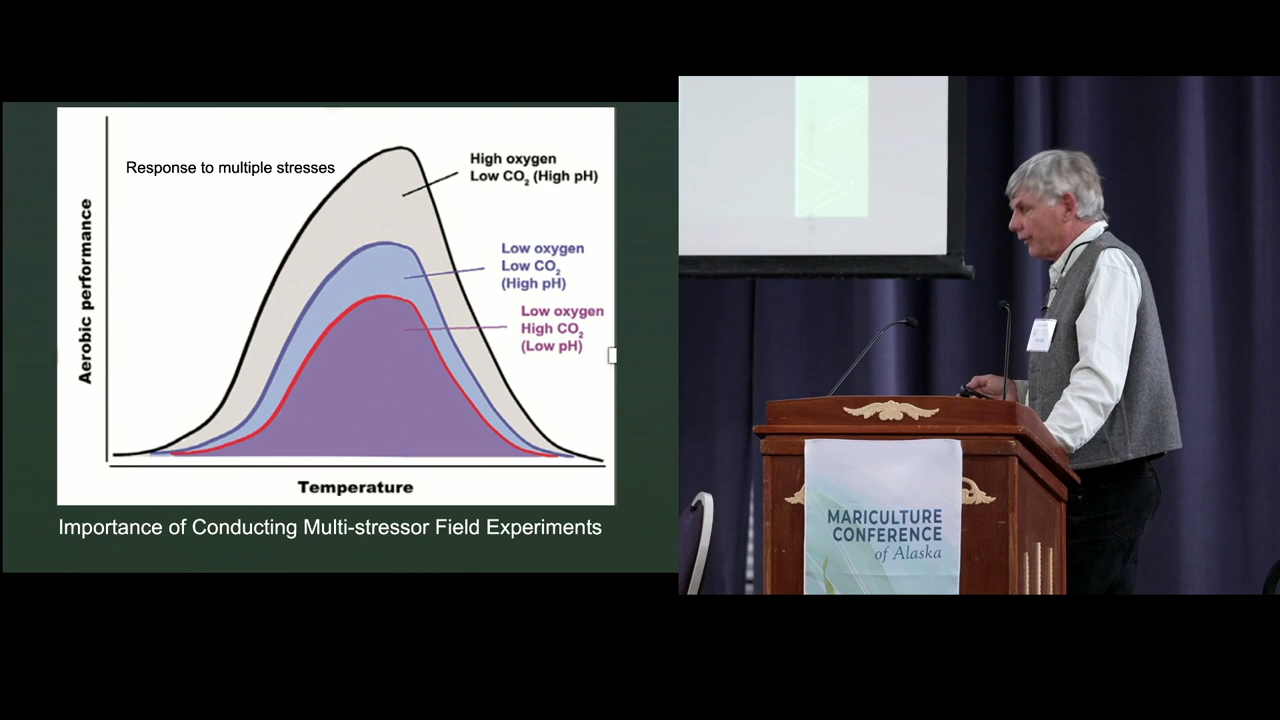 Response to multiple stresses
High oxygen
Low CO₂ (High pH)
Low oxygen
Low CO₂
(High pH)
Low oxygen
High CO₂
(Low pH)
Aerobic performance
Temperature
Importance of Conducting Multi-stressor Field Experiments
MARICULTURE
CONFERENCE
of Alaska